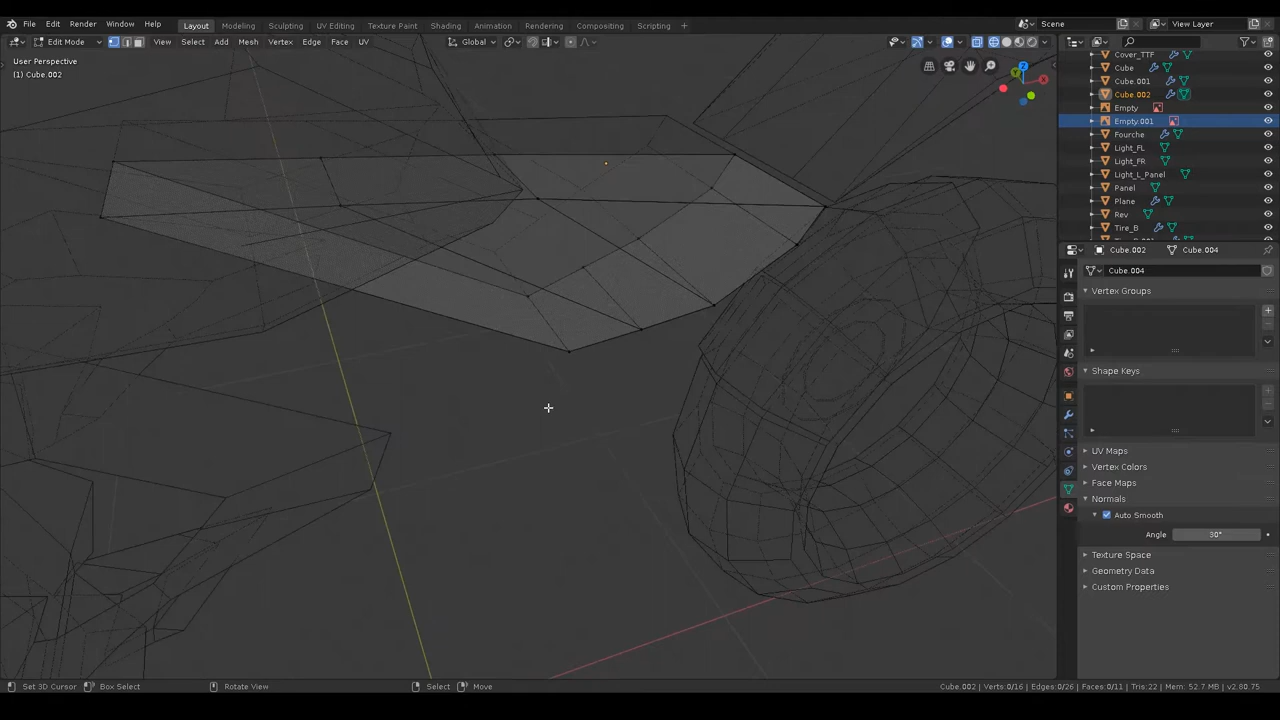 File Edit Render Window Help Layout Modeling Sculpting UV Editing Texture Paint Shading Animation Rendering Compositing Scripting + Scene View Layer
Edit Mode View Select Add Mesh Vertex Edge Face UV Global
User Perspective
(1) Cube.002
Z
X
Y
Cover_TTF
Cube
Cube.001
Cube.002
Empty
Empty.001
Fourche
Light_FL
Light_FR
Light_L_Panel
Panel
Plane
Rev
Tire_B
Cube.002 Cube.004
Cube.004
Vertex Groups
Shape Keys
UV Maps
Vertex Colors
Face Maps
Normals
Auto Smooth
Angle 30°
Texture Space
Geometry Data
Custom Properties
Set 3D Cursor Box Select Rotate View Select Move Cube.002 | Verts:0/16 | Edges:0/26 | Faces:0/11 | Tris:22 | Mem: 52.7 MB | v2.80.75